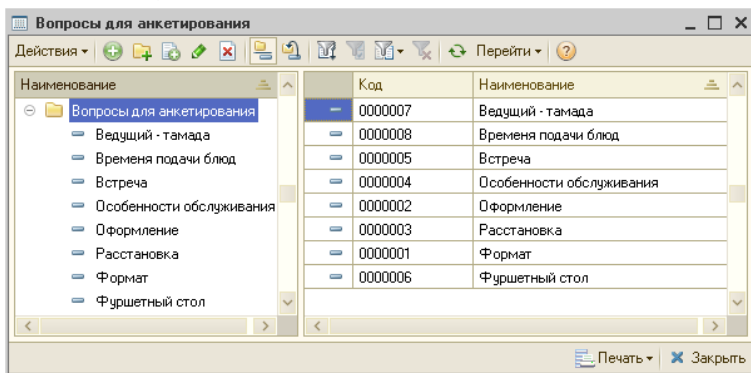 Вопросы для анкетирования
Действия Перейти
Наименование
Вопросы для анкетирования
Ведущий - тамада
Временя подачи блюд
Встреча
Особенности обслуживания
Оформление
Расстановка
Формат
Фуршетный стол
Код Наименование
0000007 Ведущий - тамада
0000008 Временя подачи блюд
0000005 Встреча
0000004 Особенности обслуживания
0000002 Оформление
0000003 Расстановка
0000001 Формат
0000006 Фуршетный стол
Печать Закрыть